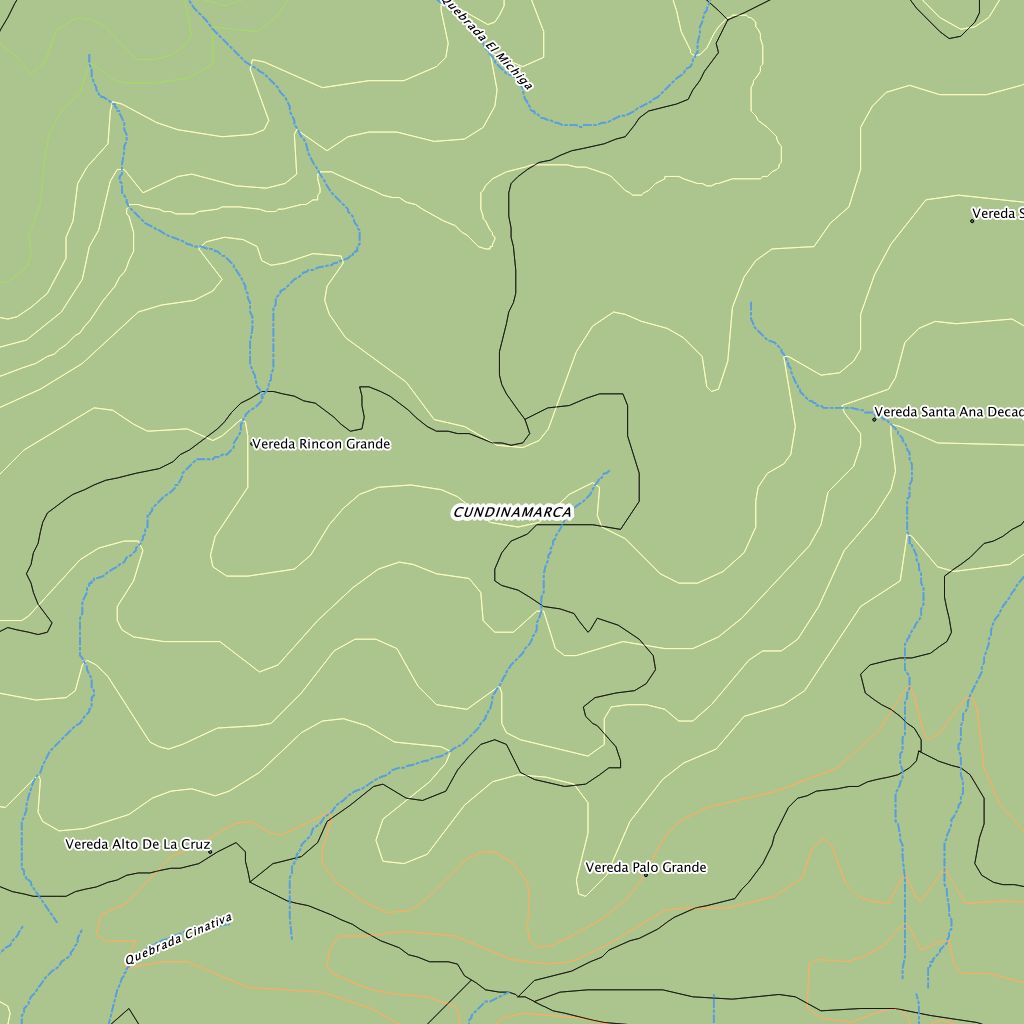 Quebrada El Michiga
Vereda S
Vereda Santa Ana Decad
Vereda Rincon Grande
CUNDINAMARCA
Vereda Alto De La Cruz
Vereda Palo Grande
Quebrada Cinativa